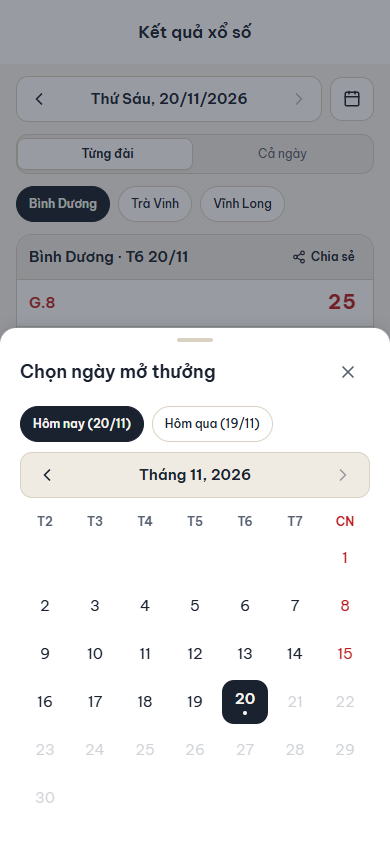 Kết quả xổ số
Thứ Sáu, 20/11/2026
Từng đài
Cả ngày
Bình Dương
Trà Vinh
Vĩnh Long
Bình Dương · T6 20/11
Chia sẻ
G.8
25
Chọn ngày mở thưởng
Hôm nay (20/11)
Hôm qua (19/11)
Tháng 11, 2026
T2 T3 T4 T5 T6 T7 CN
1
2 3 4 5 6 7 8
9 10 11 12 13 14 15
16 17 18 19 20 21 22
23 24 25 26 27 28 29
30